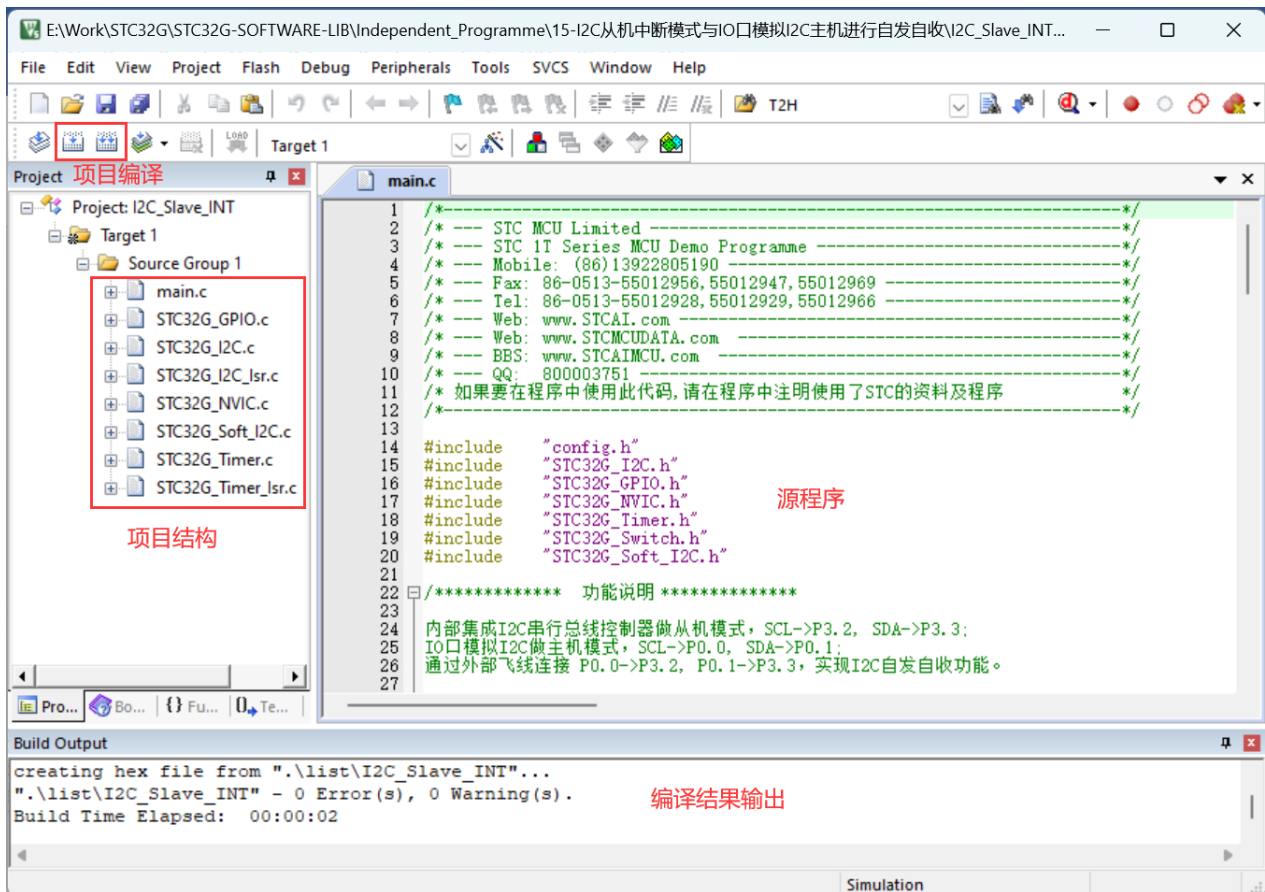 E:\Work\STC32G\STC32G-SOFTWARE-LIB\Independent_Programme\15-I2C从机中断模式与IO口模拟I2C主机进行自发自收\I2C_Slave_INT...
File Edit View Project Flash Debug Peripherals Tools SVCS Window Help
T2H
LOAD
Target 1
Project
项目编译
Project: I2C_Slave_INT
Target 1
Source Group 1
main.c
STC32G_GPIO.c
STC32G_I2C.c
STC32G_I2C_Isr.c
STC32G_NVIC.c
STC32G_Soft_I2C.c
STC32G_Timer.c
STC32G_Timer_Isr.c
项目结构
Pro... Bo... {} Fu... Te...
main.c
1 /*---------------------------------------------------------------------*/
2 /* --- STC MCU Limited ------------------------------------------------*/
3 /* --- STC 1T Series MCU Demo Programme -------------------------------*/
4 /* --- Mobile: (86)13922805190 ----------------------------------------*/
5 /* --- Fax: 86-0513-55012956,55012947,55012969 ------------------------*/
6 /* --- Tel: 86-0513-55012928,55012929,55012966 ------------------------*/
7 /* --- Web: www.STCAI.com ---------------------------------------------*/
8 /* --- Web: www.STCMCUDATA.com  ---------------------------------------*/
9 /* --- BBS: www.STCAIMCU.com  -----------------------------------------*/
10 /* --- QQ:  800003751 -------------------------------------------------*/
11 /* 如果要在程序中使用此代码,请在程序中注明使用了STC的资料及程序 */
12 /*---------------------------------------------------------------------*/
13
14 #include "config.h"
15 #include "STC32G_I2C.h"
16 #include "STC32G_GPIO.h"
17 #include "STC32G_NVIC.h"
18 #include "STC32G_Timer.h"
19 #include "STC32G_Switch.h"
20 #include "STC32G_Soft_I2C.h"
21
22 /************* 功能说明 **************
23
24 内部集成I2C串行总线控制器做从机模式，SCL->P3.2, SDA->P3.3;
25 IO口模拟I2C做主机模式，SCL->P0.0, SDA->P0.1;
26 通过外部飞线连接 P0.0->P3.2, P0.1->P3.3，实现I2C自发自收功能。
27
源程序
Build Output
creating hex file from ".\list\I2C_Slave_INT"...
".\list\I2C_Slave_INT" - 0 Error(s), 0 Warning(s).
Build Time Elapsed:  00:00:02
编译结果输出
Simulation